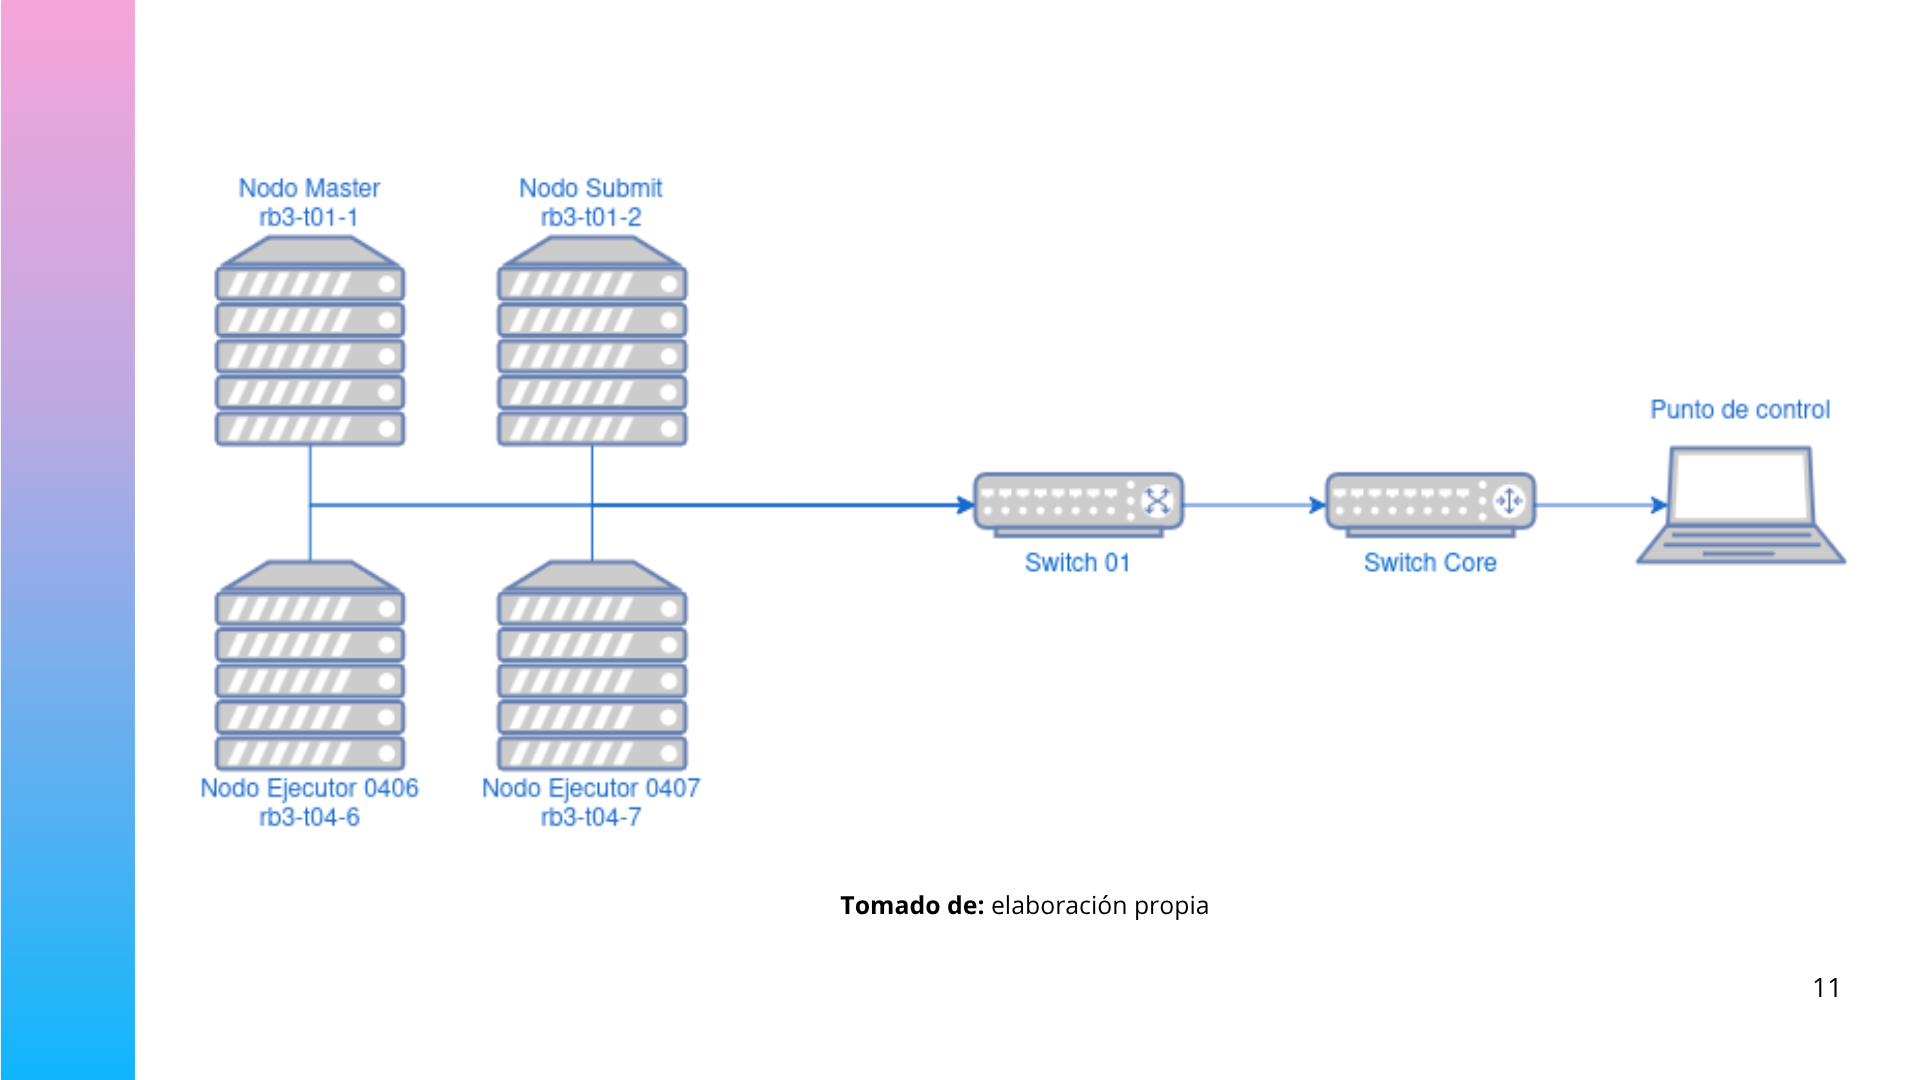 Nodo Master
rb3-t01-1
Nodo Submit
rb3-t01-2
Punto de control
Switch 01
Switch Core
Nodo Ejecutor 0406
rb3-t04-6
Nodo Ejecutor 0407
rb3-t04-7
Tomado de: elaboración propia
11